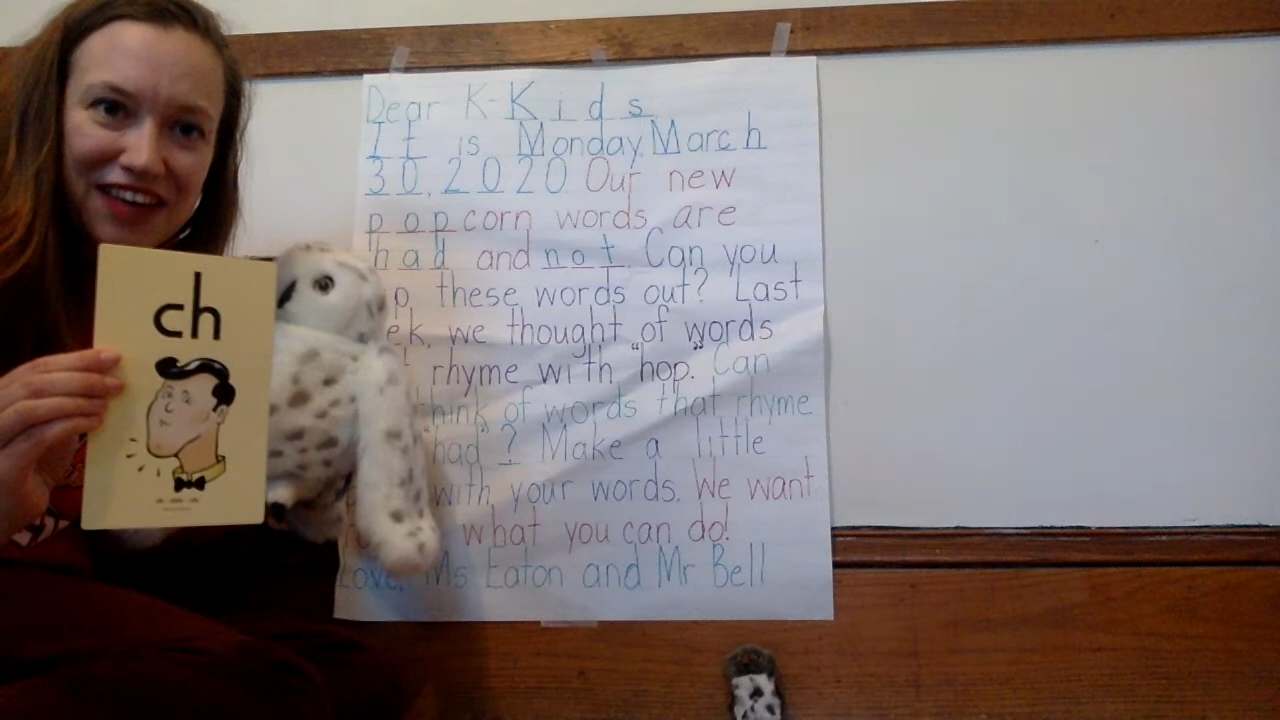 ch
Dear K-Kids
It is Monday, March
30, 2020 Our new
popcorn words are
had and not. Can you
these words out? Last
ek, we thought of words
rhyme with "hop." Can
think of words that rhyme
"had"? Make a little
with your words. We want
what you can do!
Love, Ms Eaton and Mr Bell